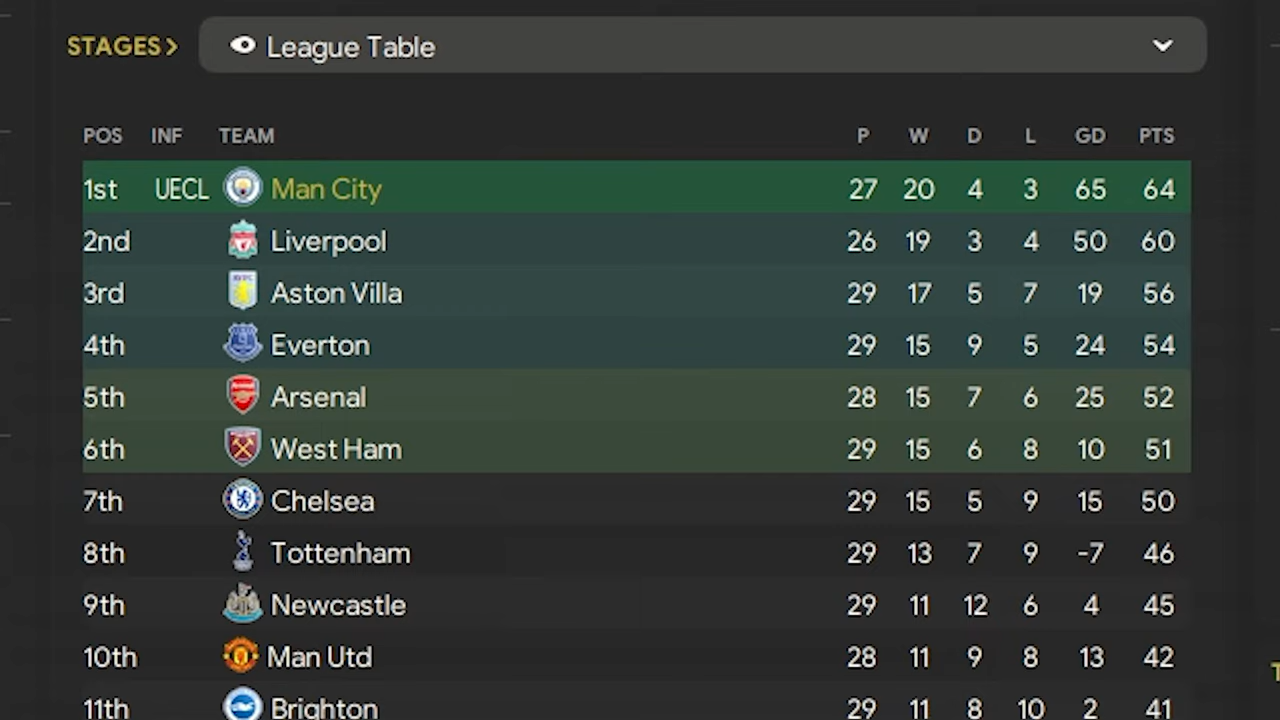 STAGES> League Table
POS INF TEAM P W D L GD PTS
1st UECL Man City 27 20 4 3 65 64
2nd Liverpool 26 19 3 4 50 60
3rd Aston Villa 29 17 5 7 19 56
4th Everton 29 15 9 5 24 54
5th Arsenal 28 15 7 6 25 52
6th West Ham 29 15 6 8 10 51
7th Chelsea 29 15 5 9 15 50
8th Tottenham 29 13 7 9 -7 46
9th Newcastle 29 11 12 6 4 45
10th Man Utd 28 11 9 8 13 42
11th Brighton 29 11 8 10 2 41